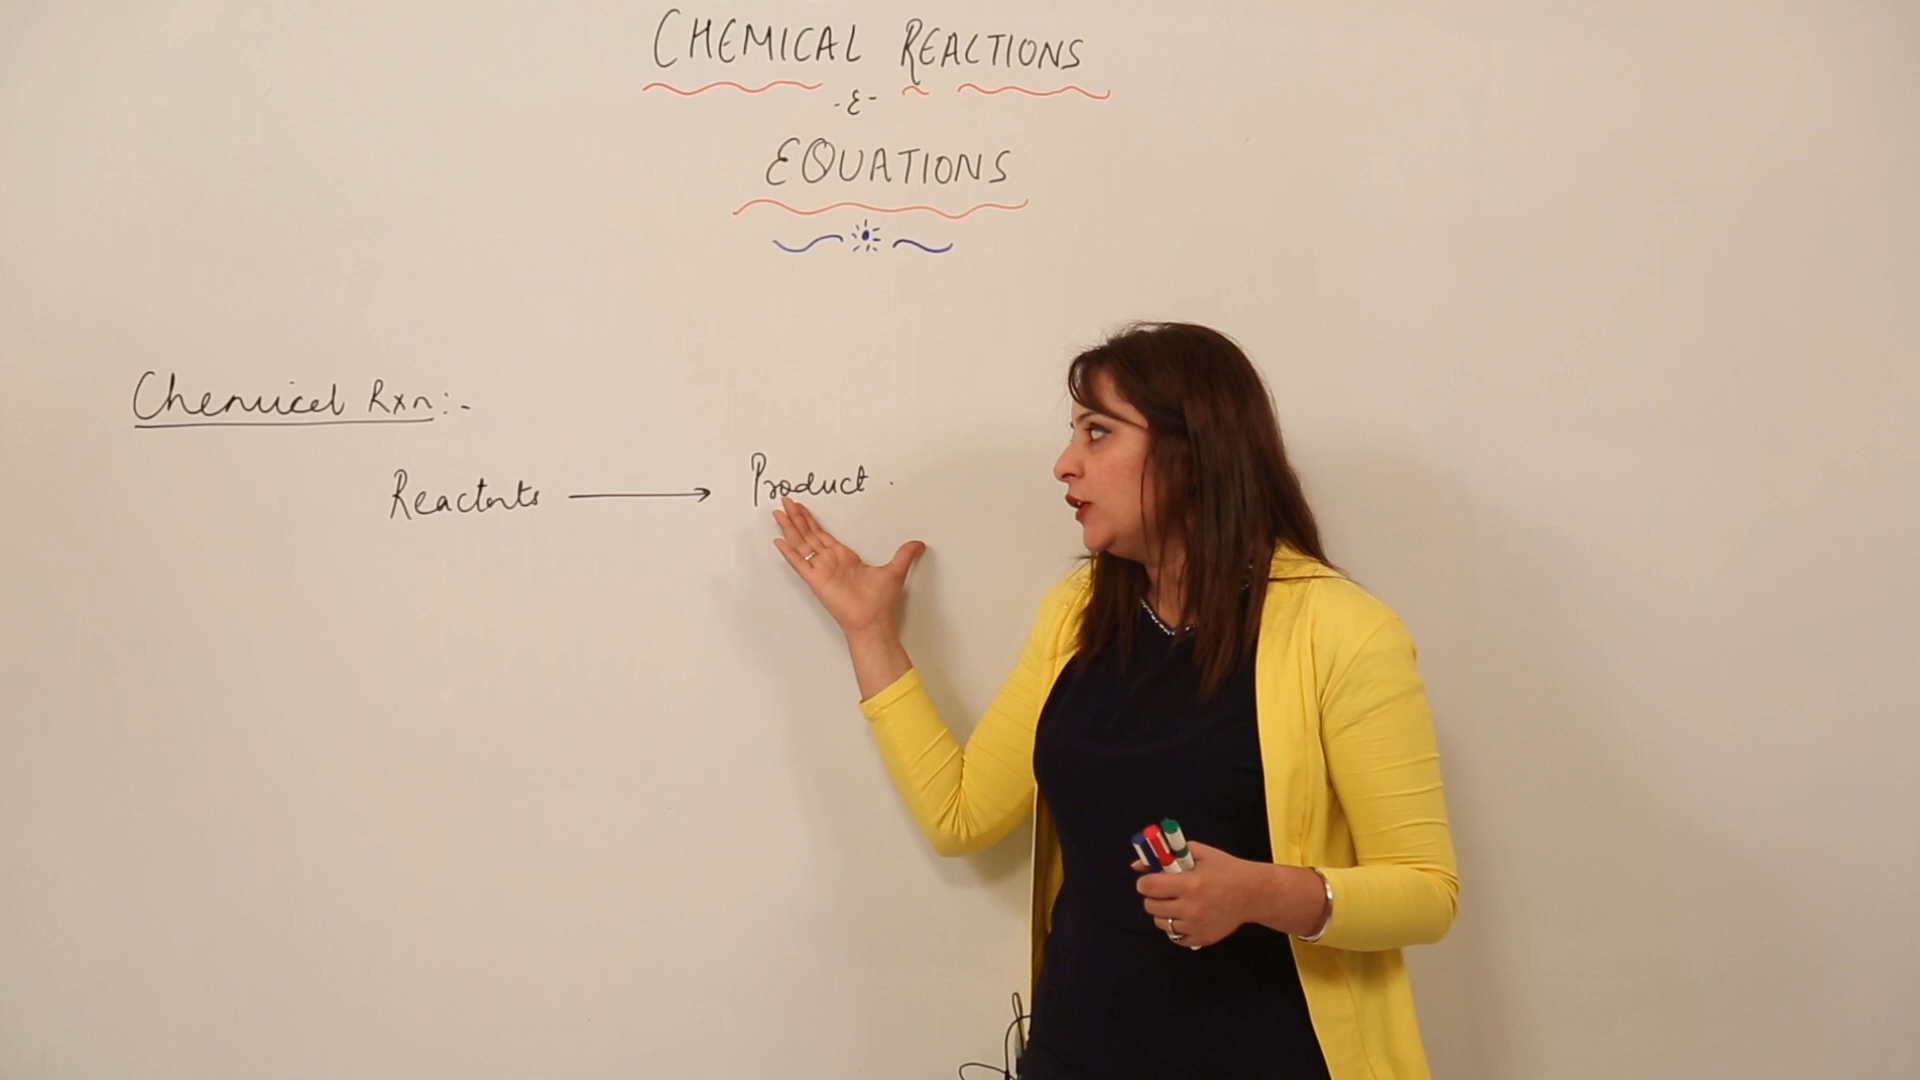 CHEMICAL REACTIONS
-&-
EQUATIONS
Chemical Rxn:-
Reactants → Product.